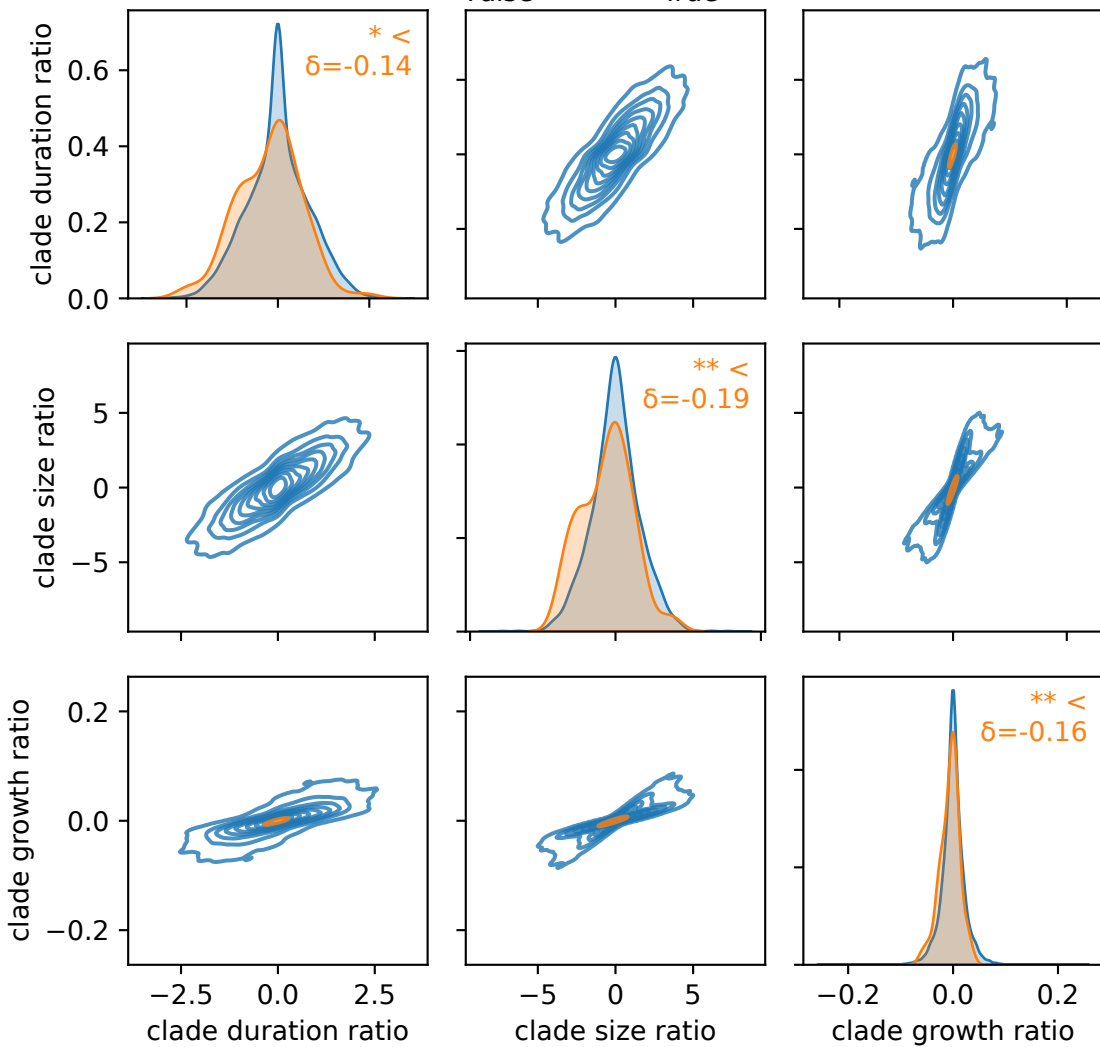 clade duration ratio
0.6
0.4
0.2
0.0
* <
δ=-0.14
clade size ratio
5
0
−5
** <
δ=-0.19
clade growth ratio
0.2
0.0
−0.2
** <
δ=-0.16
−2.5 0.0 2.5
−5 0 5
−0.2 0.0 0.2
clade duration ratio
clade size ratio
clade growth ratio